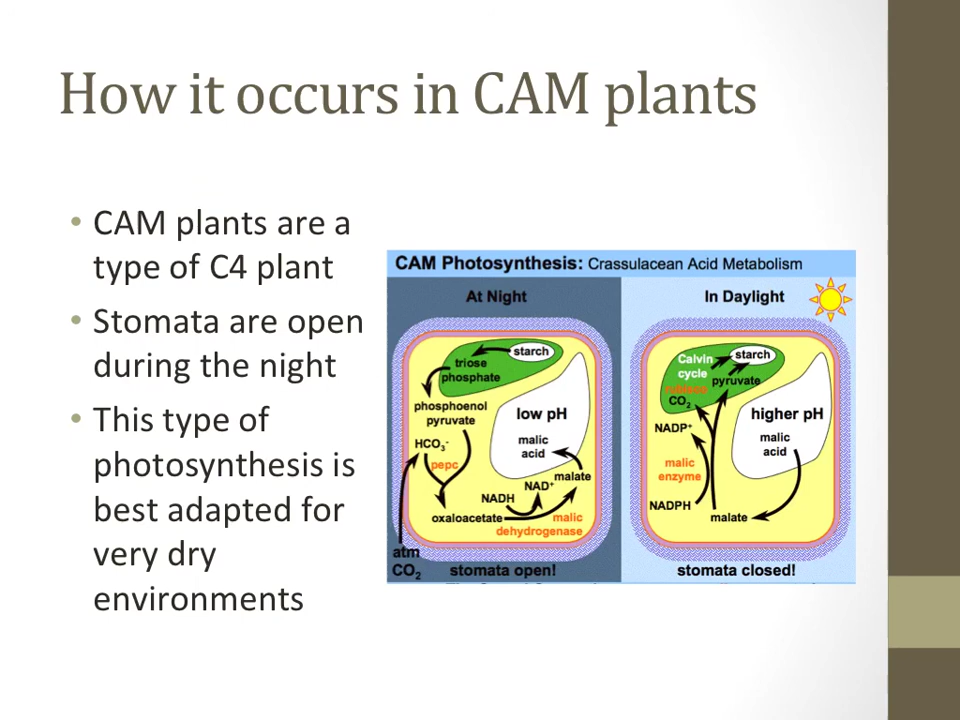 How it occurs in CAM plants
• CAM plants are a
type of C4 plant
• Stomata are open
during the night
• This type of
photosynthesis is
best adapted for
very dry
environments
CAM Photosynthesis: Crassulacean Acid Metabolism
At Night
starch
triose
phosphate
phosphoenol
pyruvate
low pH
HCO3-
malic
acid
pepc
malate
NAD+
NADH
oxaloacetate
malic
dehydrogenase
atm
CO2
stomata open!
In Daylight
Calvin
cycle
starch
pyruvate
CO2
higher pH
NADP+
malic
acid
malic
enzyme
NADPH
malate
stomata closed!